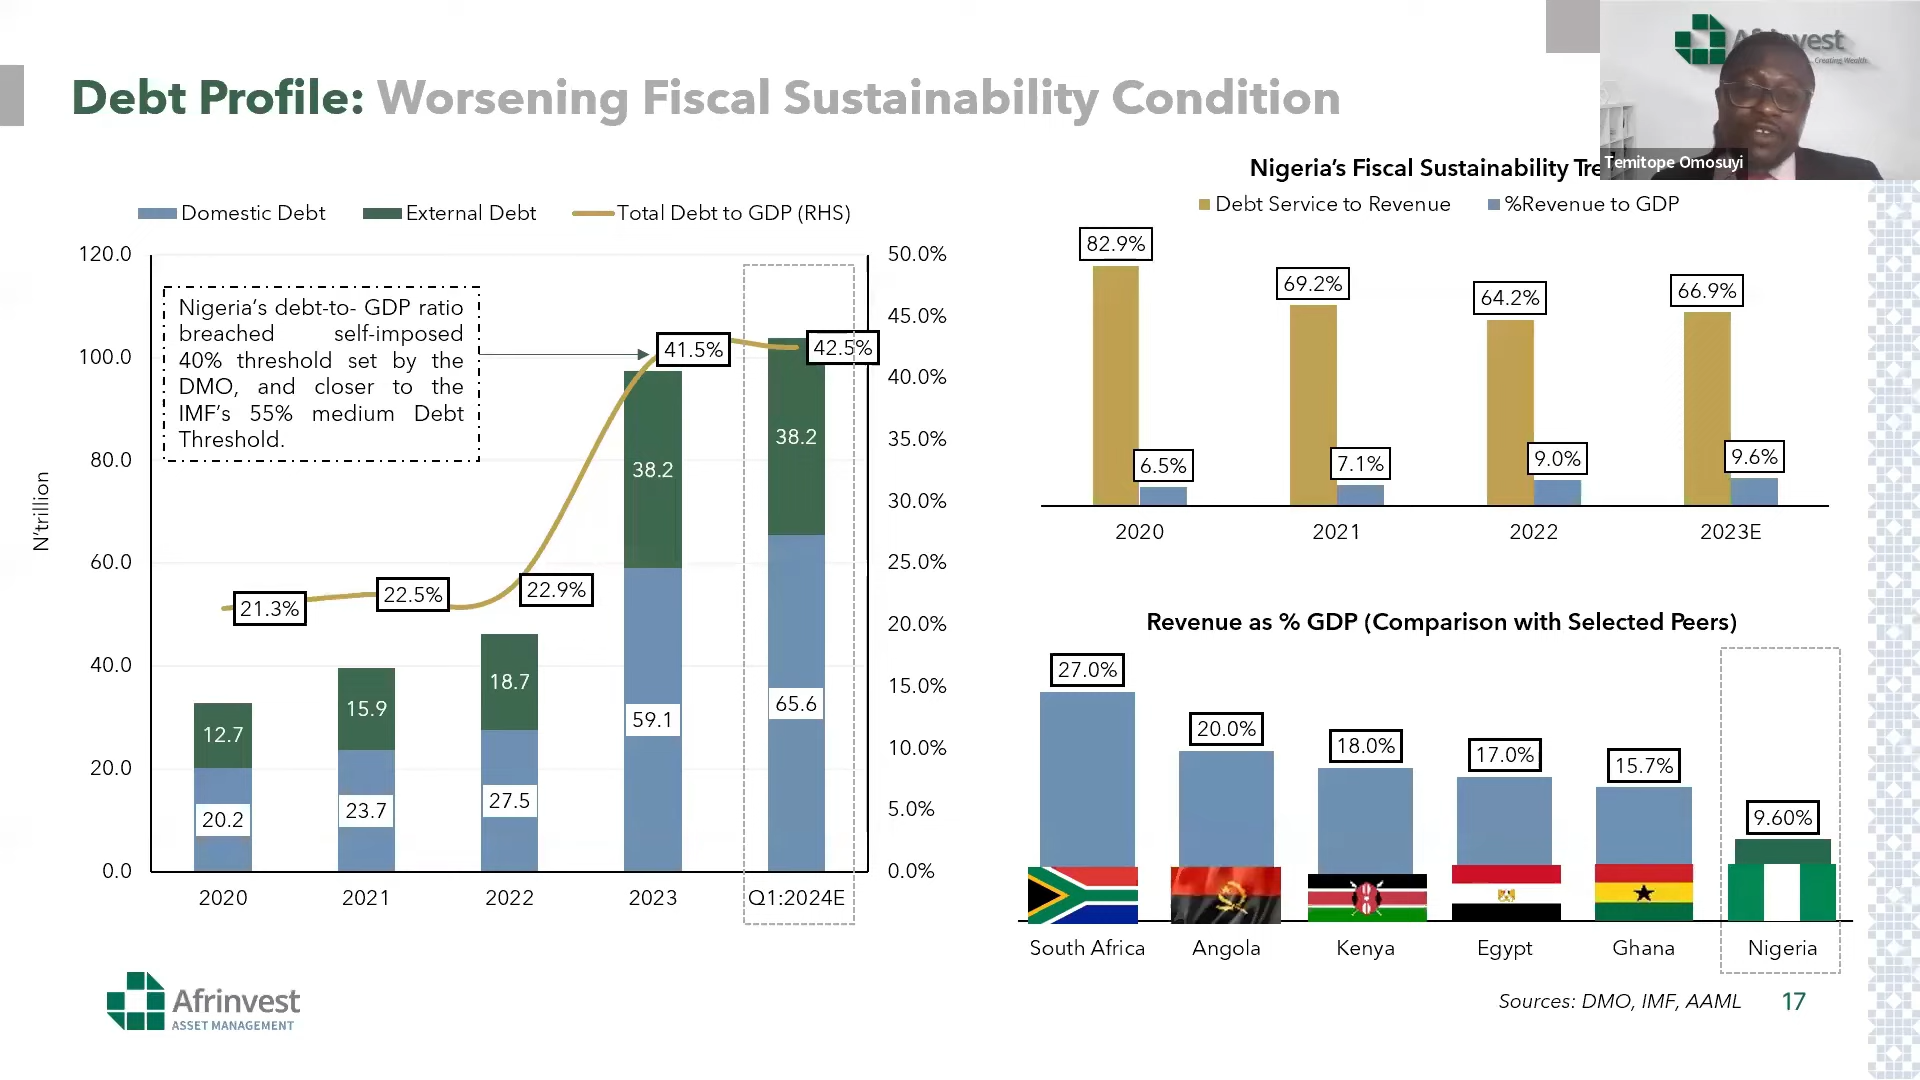 Debt Profile: Worsening Fiscal Sustainability Condition
Afrinvest
...Creating Wealth
Temitope Omosuyi
Domestic Debt
External Debt
Total Debt to GDP (RHS)
N'trillion
120.0
100.0
80.0
60.0
40.0
20.0
0.0
Nigeria's debt-to- GDP ratio
breached self-imposed
40% threshold set by the
DMO, and closer to the
IMF's 55% medium Debt
Threshold.
21.3%
22.5%
22.9%
41.5%
42.5%
12.7
15.9
18.7
38.2
38.2
20.2
23.7
27.5
59.1
65.6
50.0%
45.0%
40.0%
35.0%
30.0%
25.0%
20.0%
15.0%
10.0%
5.0%
0.0%
2020
2021
2022
2023
Q1:2024E
Nigeria's Fiscal Sustainability Tre
Debt Service to Revenue
%Revenue to GDP
82.9%
69.2%
64.2%
66.9%
6.5%
7.1%
9.0%
9.6%
2020
2021
2022
2023E
Revenue as % GDP (Comparison with Selected Peers)
27.0%
20.0%
18.0%
17.0%
15.7%
9.60%
South Africa
Angola
Kenya
Egypt
Ghana
Nigeria
Afrinvest
ASSET MANAGEMENT
Sources: DMO, IMF, AAML
17